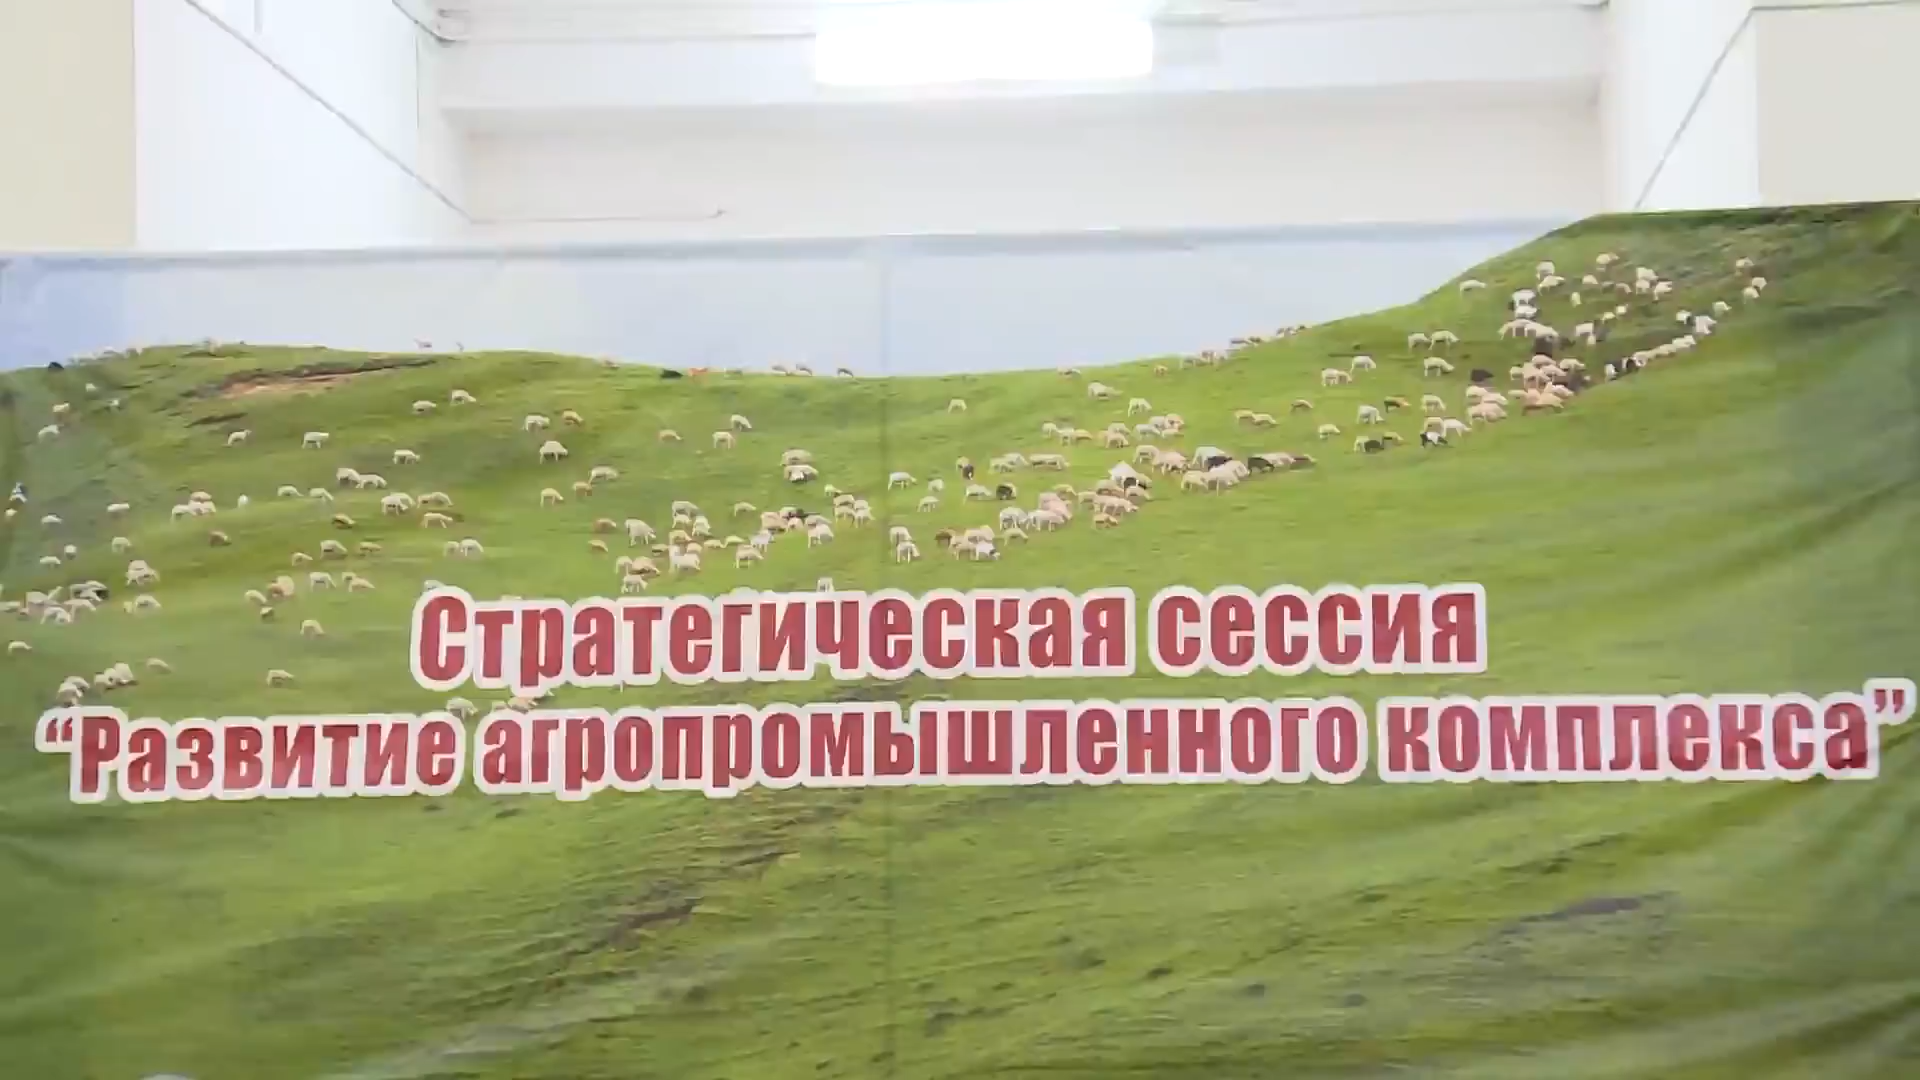 Стратегическая сессия
“Развитие агропромышленного комплекса”